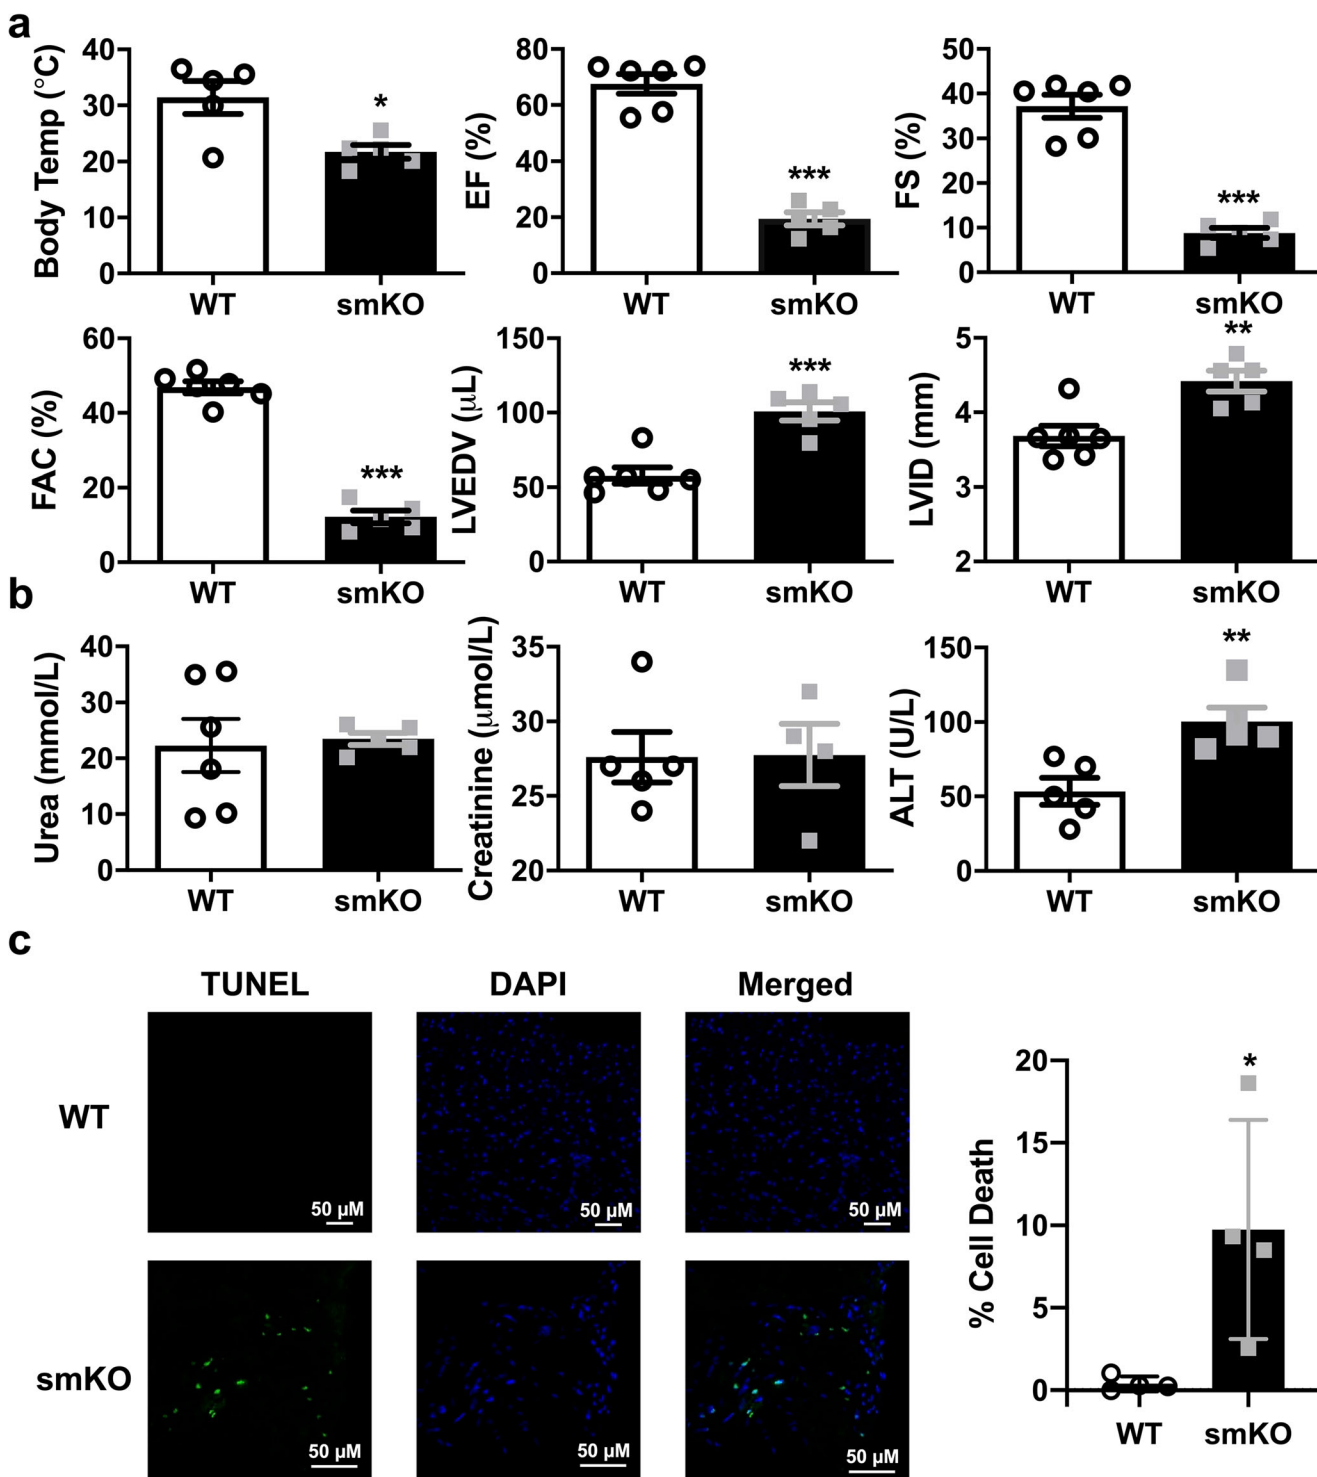 a
Body Temp (°C)
40
30
20
10
0
*
WT
smKO
EF (%)
80
60
40
20
0
***
WT
smKO
FS (%)
50
40
30
20
10
0
***
WT
smKO
FAC (%)
60
40
20
0
***
WT
smKO
LVEDV (µL)
150
100
50
0
***
WT
smKO
LVID (mm)
5
4
3
2
**
WT
smKO
b
Urea (mmol/L)
40
30
20
10
0
WT
smKO
Creatinine (µmol/L)
35
30
25
20
WT
smKO
ALT (U/L)
150
100
50
0
**
WT
smKO
c
TUNEL
DAPI
Merged
WT
50 µM
50 µM
50 µM
smKO
50 µM
50 µM
50 µM
% Cell Death
20
15
10
5
0
*
WT
smKO